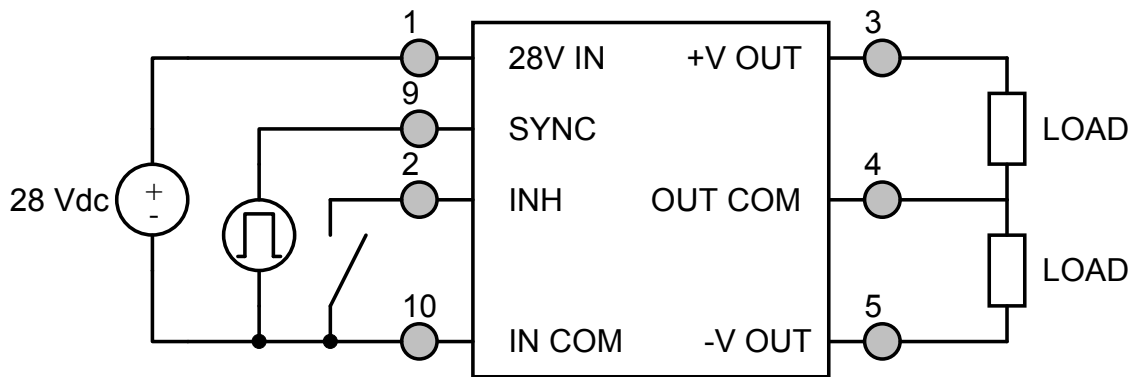 1
3
28V IN
+V OUT
9
SYNC
LOAD
2
4
28 Vdc
+
-
INH
OUT COM
LOAD
10
5
IN COM
-V OUT